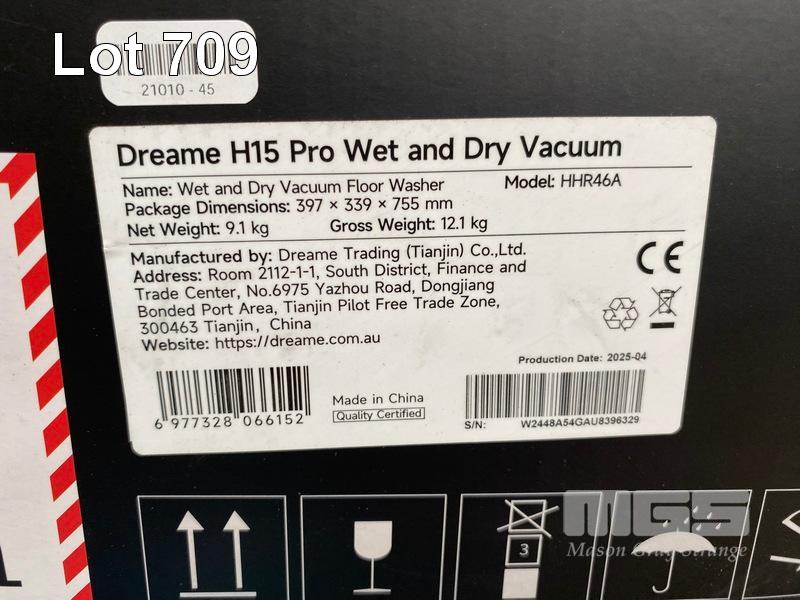 Lot 709
21010 - 45
Dreame H15 Pro Wet and Dry Vacuum
Name: Wet and Dry Vacuum Floor Washer Model: HHR46A
Package Dimensions: 397 × 339 × 755 mm
Net Weight: 9.1 kg Gross Weight: 12.1 kg
Manufactured by: Dreame Trading (Tianjin) Co.,Ltd.
Address: Room 2112-1-1, South District, Finance and
Trade Center, No.6975 Yazhou Road, Dongjiang
Bonded Port Area, Tianjin Pilot Free Trade Zone,
300463 Tianjin, China
Website: https://dreame.com.au
CE
Production Date: 2025-04
6 977328 066152
Made in China
Quality Certified
S/N: W2448A54GAU8396329
3
MGS
Mason Gray Strange